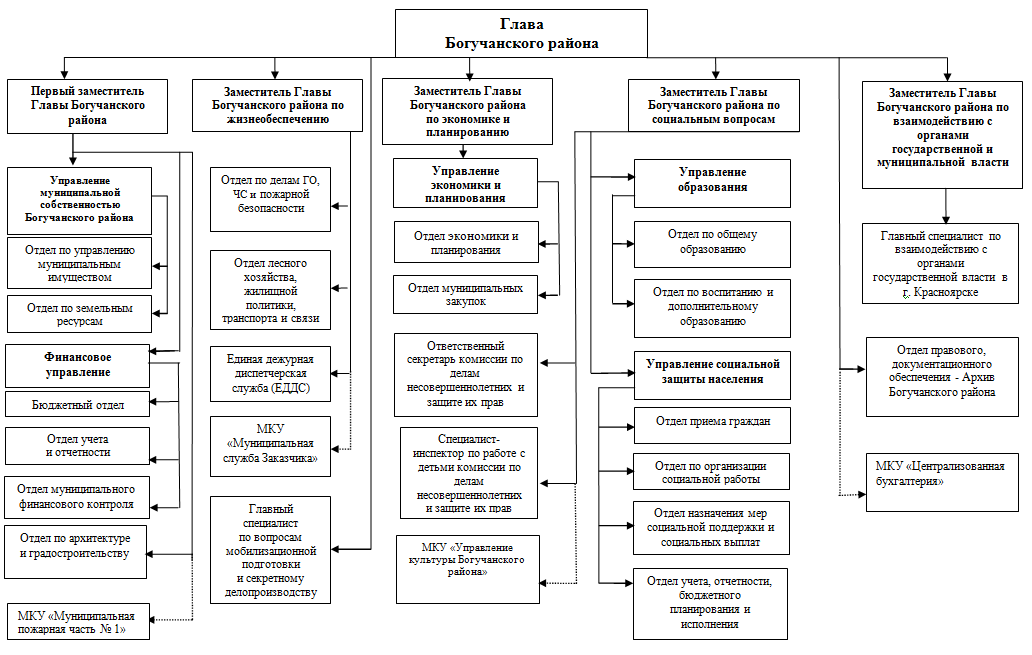 Глава
Богучанского района
Первый заместитель
Главы Богучанского
района
Управление
муниципальной
собственностью
Богучанского района
Отдел по управлению
муниципальным
имуществом
Отдел по земельным
ресурсам
Финансовое
управление
Бюджетный отдел
Отдел учета
и отчетности
Отдел муниципального
финансового контроля
Отдел по архитектуре
и градостроительству
МКУ «Муниципальная
пожарная часть № 1»
Заместитель Главы
Богучанского района по
жизнеобеспечению
Отдел по делам ГО,
ЧС и пожарной
безопасности
Отдел лесного
хозяйства,
жилищной
политики,
транспорта и связи
Единая дежурная
диспетчерская
служба (ЕДДС)
МКУ
«Муниципальная
служба Заказчика»
Главный
специалист
по вопросам
мобилизационной
подготовки
и секретному
делопроизводству
Заместитель Главы
Богучанского района
по экономике и
планированию
Управление
экономики и
планирования
Отдел экономики и
планирования
Отдел муниципальных
закупок
Ответственный
секретарь комиссии по
делам
несовершеннолетних и
защите их прав
Специалист-
инспектор по работе с
детьми комиссии по
делам
несовершеннолетних
и защите их прав
МКУ «Управление
культуры Богучанского
района»
Заместитель Главы
Богучанского района по
социальным вопросам
Управление
образования
Отдел по общему
образованию
Отдел по воспитанию и
дополнительному
образованию
Управление социальной
защиты населения
Отдел приема граждан
Отдел по организации
социальной работы
Отдел назначения мер
социальной поддержки и
социальных выплат
Отдел учета, отчетности,
бюджетного
планирования и
исполнения
Заместитель Главы
Богучанского района по
взаимодействию с
органами
государственной и
муниципальной власти
Главный специалист по
взаимодействию с
органами
государственной власти в
г. Красноярске
Отдел правового,
документационного
обеспечения - Архив
Богучанского района
МКУ «Централизованная
бухгалтерия»